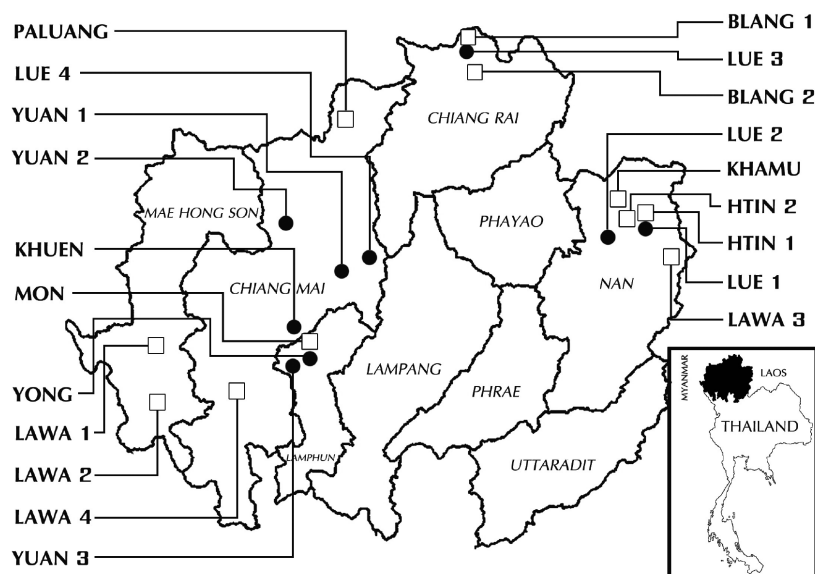 PALUANG
LUE 4
YUAN 1
YUAN 2
KHUEN
MON
YONG
LAWA 1
LAWA 2
LAWA 4
YUAN 3
MAE HONG SON
CHIANG MAI
LAMPHUN
CHIANG RAI
PHAYAO
LAMPANG
PHRAE
NAN
UTTARADIT
BLANG 1
LUE 3
BLANG 2
LUE 2
KHAMU
HTIN 2
HTIN 1
LUE 1
LAWA 3
MYANMAR
LAOS
THAILAND